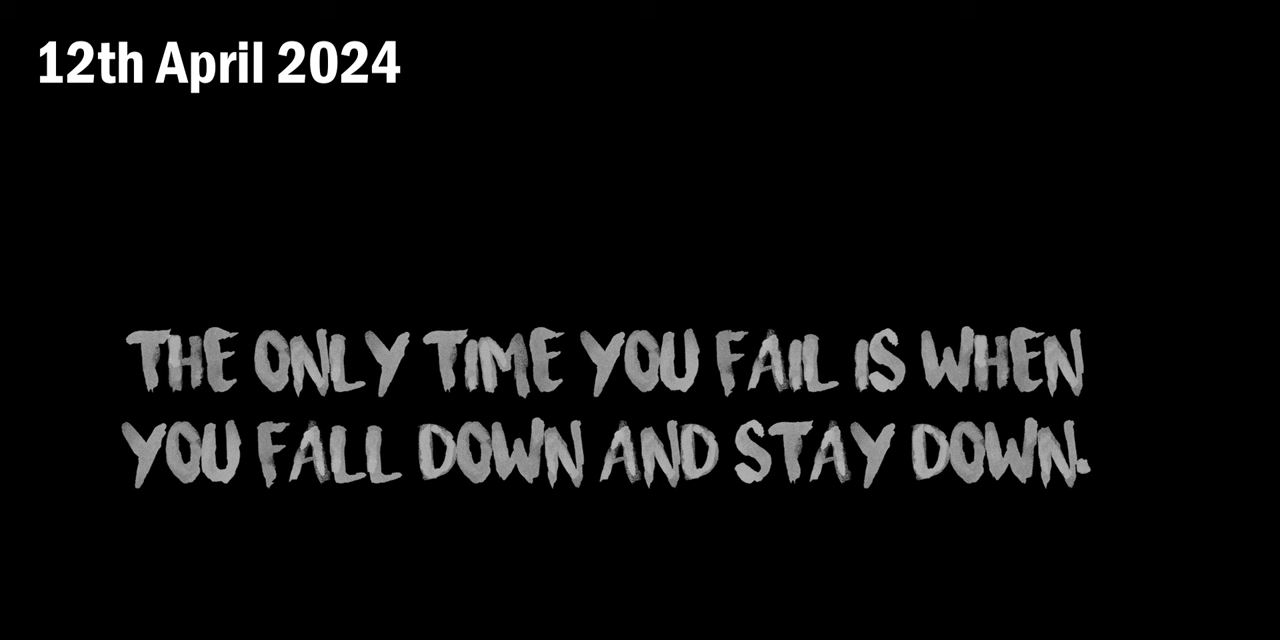 12th April 2024
THE ONLY TIME YOU FAIL IS WHEN
YOU FALL DOWN AND STAY DOWN.